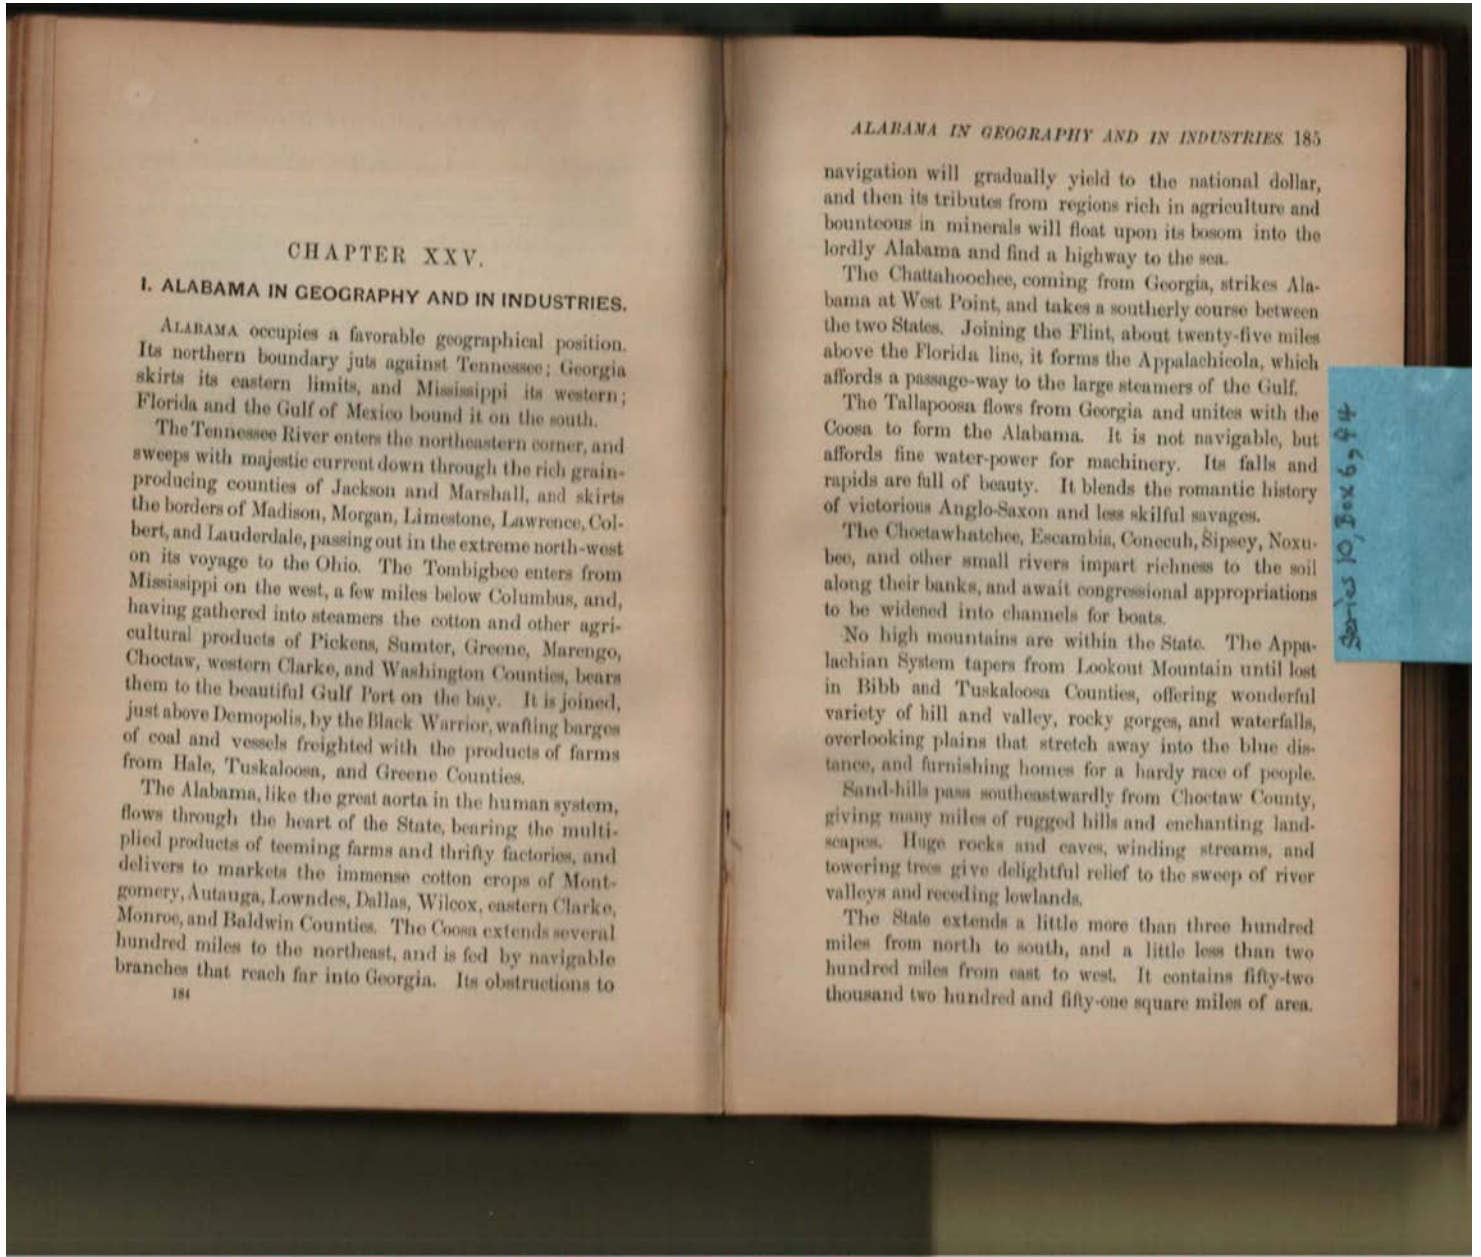 CHAPTER XXV.
I. ALABAMA IN GEOGRAPHY AND IN INDUSTRIES.
ALABAMA occupies a favorable geographical position.
Its northern boundary juts against Tennessee; Georgia
skirts its eastern limits, and Mississippi its western;
Florida and the Gulf of Mexico bound it on the south.
The Tennessee River enters the northeastern corner, and
sweeps with majestic current down through the rich grain-
producing counties of Jackson and Marshall, and skirts
the borders of Madison, Morgan, Limestone, Lawrence, Col-
bert, and Lauderdale, passing out in the extreme north-west
on its voyage to the Ohio. The Tombigbee enters from
Mississippi on the west, a few miles below Columbus, and,
having gathered into steamers the cotton and other agri-
cultural products of Pickens, Sumter, Greene, Marengo,
Choctaw, western Clarke, and Washington Counties, bears
them to the beautiful Gulf Port on the bay. It is joined,
just above Demopolis, by the Black Warrior, wafting barges
of coal and vessels freighted with the products of farms
from Hale, Tuskaloosa, and Greene Counties.
The Alabama, like the great aorta in the human system,
flows through the heart of the State, bearing the multi-
plied products of teeming farms and thrifty factories, and
delivers to markets the immense cotton crops of Mont-
gomery, Autauga, Lowndes, Dallas, Wilcox, eastern Clarke,
Monroe, and Baldwin Counties. The Coosa extends several
hundred miles to the northeast, and is fed by navigable
branches that reach far into Georgia. Its obstructions to
184
ALABAMA IN GEOGRAPHY AND IN INDUSTRIES. 185
navigation will gradually yield to the national dollar,
and then its tributes from regions rich in agriculture and
bounteous in minerals will float upon its bosom into the
lordly Alabama and find a highway to the sea.
The Chattahoochee, coming from Georgia, strikes Ala-
bama at West Point, and takes a southerly course between
the two States. Joining the Flint, about twenty-five miles
above the Florida line, it forms the Appalachicola, which
affords a passage-way to the large steamers of the Gulf.
The Tallapoosa flows from Georgia and unites with the
Coosa to form the Alabama. It is not navigable, but
affords fine water-power for machinery. Its falls and
rapids are full of beauty. It blends the romantic history
of victorious Anglo-Saxon and less skilful savages.
The Choctawhatchee, Escambia, Conecuh, Sipsey, Noxu-
bee, and other small rivers impart richness to the soil
along their banks, and await congressional appropriations
to be widened into channels for boats.
No high mountains are within the State. The Appa-
lachian System tapers from Lookout Mountain until lost
in Bibb and Tuskaloosa Counties, offering wonderful
variety of hill and valley, rocky gorges, and waterfalls,
overlooking plains that stretch away into the blue dis-
tance, and furnishing homes for a hardy race of people.
Sand-hills pass southeastwardly from Choctaw County,
giving many miles of rugged hills and enchanting land-
scapes. Huge rocks and caves, winding streams, and
towering trees give delightful relief to the sweep of river
valleys and receding lowlands.
The State extends a little more than three hundred
miles from north to south, and a little less than two
hundred miles from east to west. It contains fifty-two
thousand two hundred and fifty-one square miles of area.
Series 10, Box 6, 94